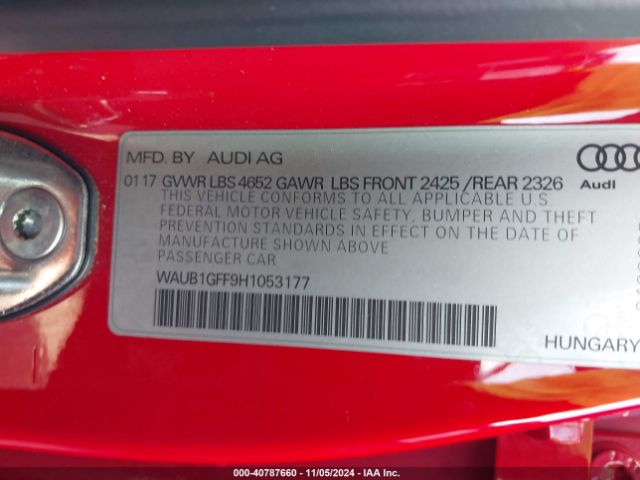 MFD. BY AUDI AG
01 17 GVWR LBS 4652 GAWR LBS FRONT 2425 /REAR 2326
Audi
THIS VEHICLE CONFORMS TO ALL APPLICABLE U.S.
FEDERAL MOTOR VEHICLE SAFETY, BUMPER AND THEFT
PREVENTION STANDARDS IN EFFECT ON THE DATE OF
MANUFACTURE SHOWN ABOVE
PASSENGER CAR
WAUB1GFF9H1053177
HUNGARY
000-40787660 - 11/05/2024 - IAA Inc.